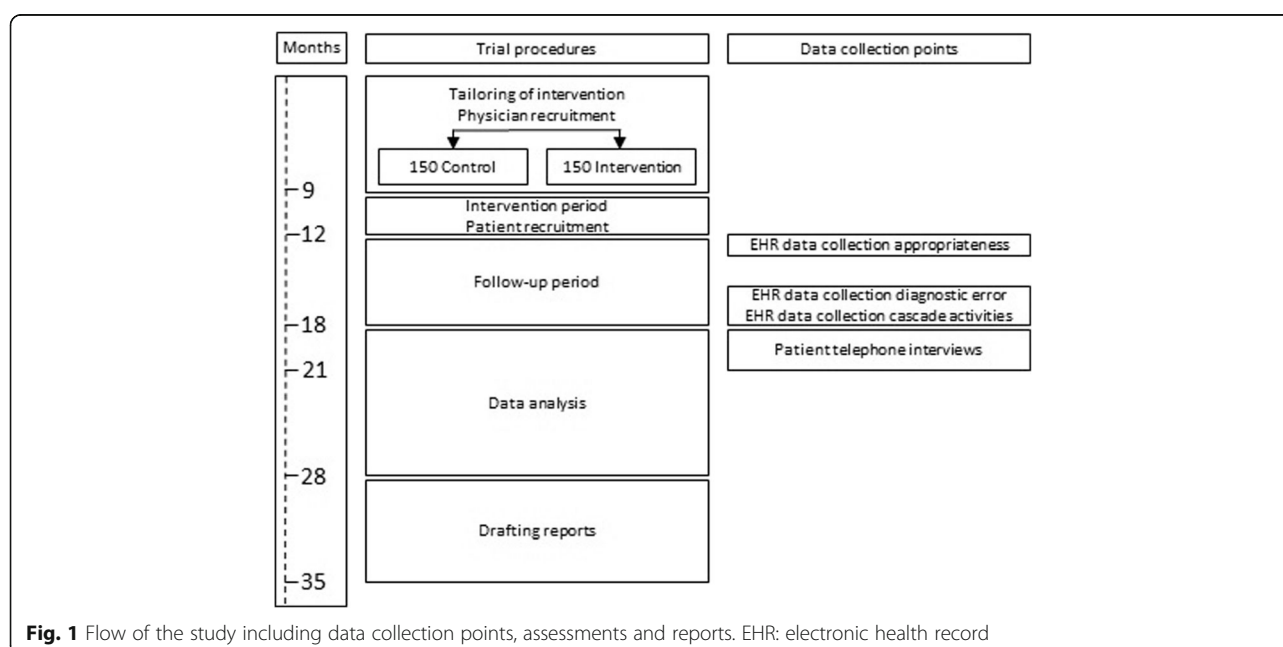 Months
Trial procedures
Data collection points
Tailoring of intervention
Physician recruitment
150 Control
150 Intervention
9
Intervention period
Patient recruitment
12
EHR data collection appropriateness
Follow-up period
EHR data collection diagnostic error
EHR data collection cascade activities
18
Patient telephone interviews
21
Data analysis
28
Drafting reports
35
Fig. 1 Flow of the study including data collection points, assessments and reports. EHR: electronic health record